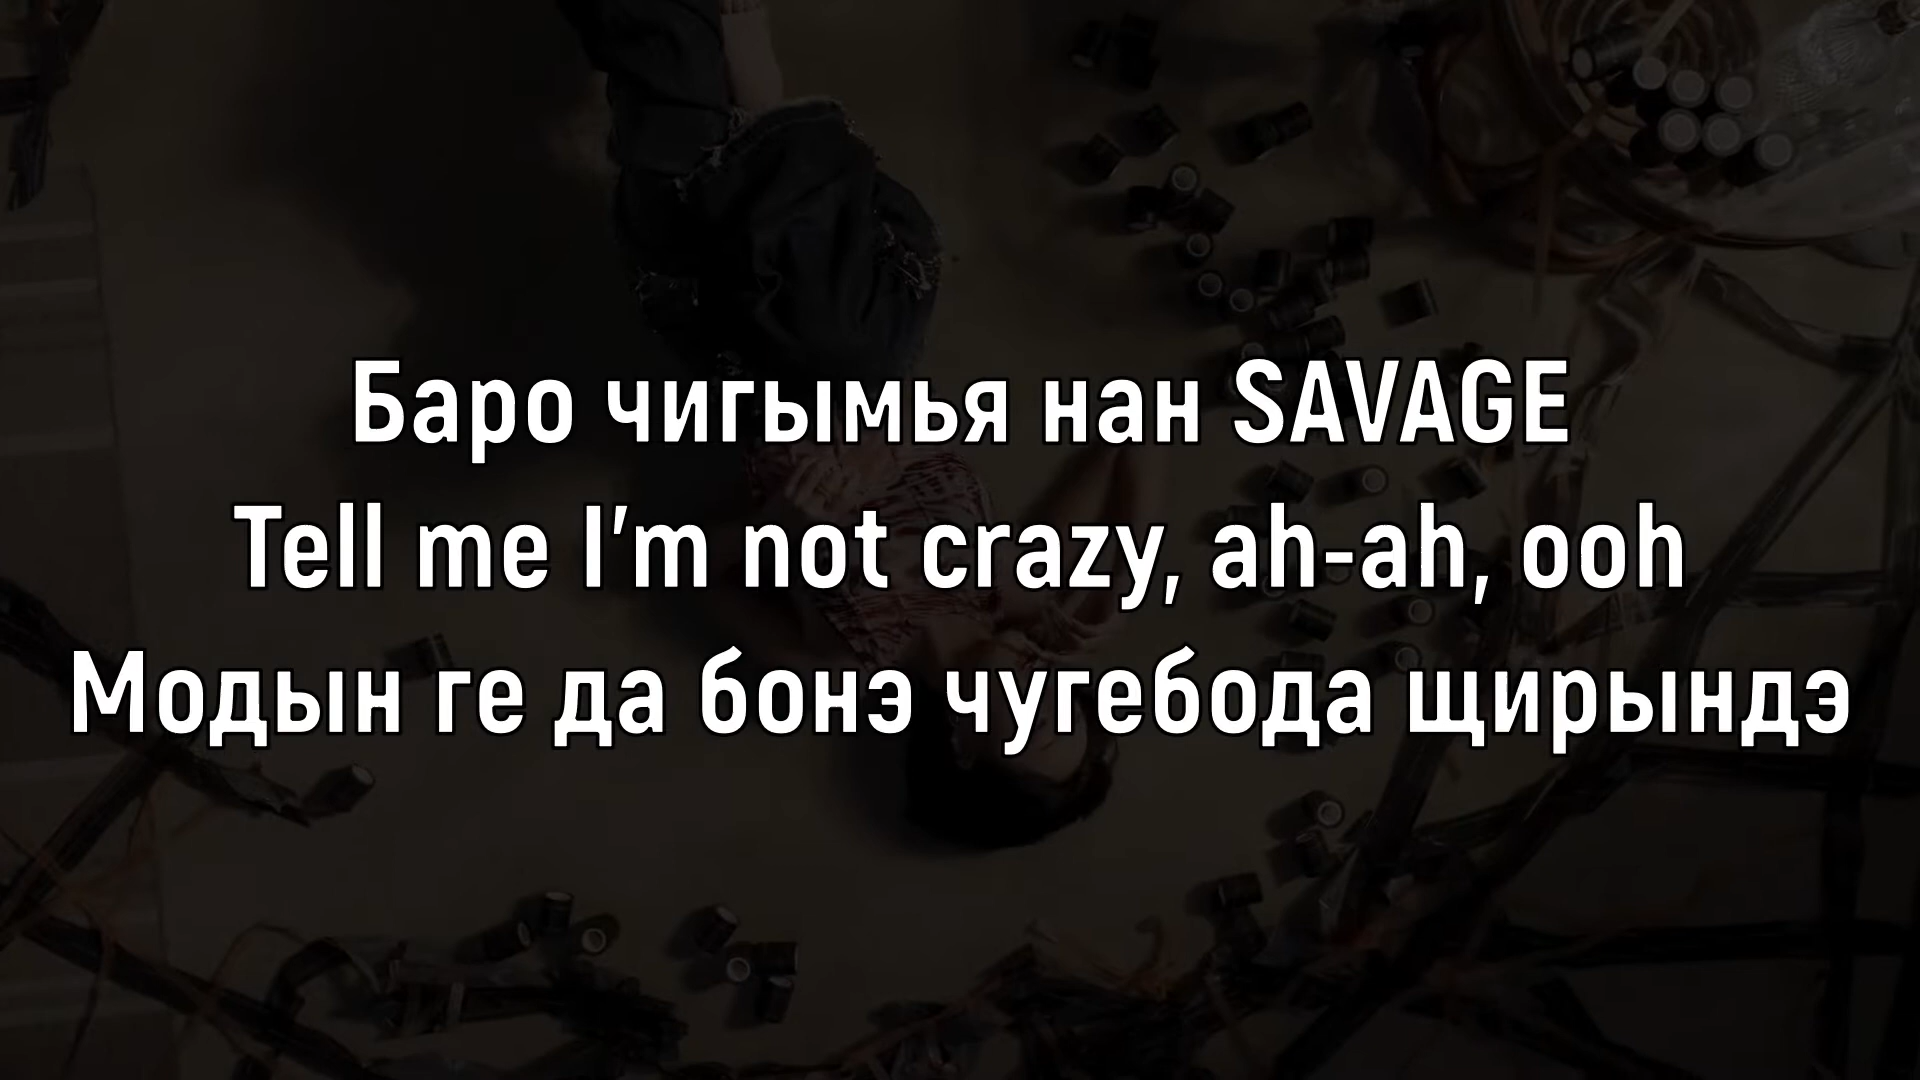 Баро чигымья нан SAVAGE
Tell me I'm not crazy, ah-ah, ooh
Модын ге да бонэ чугебода щирындэ